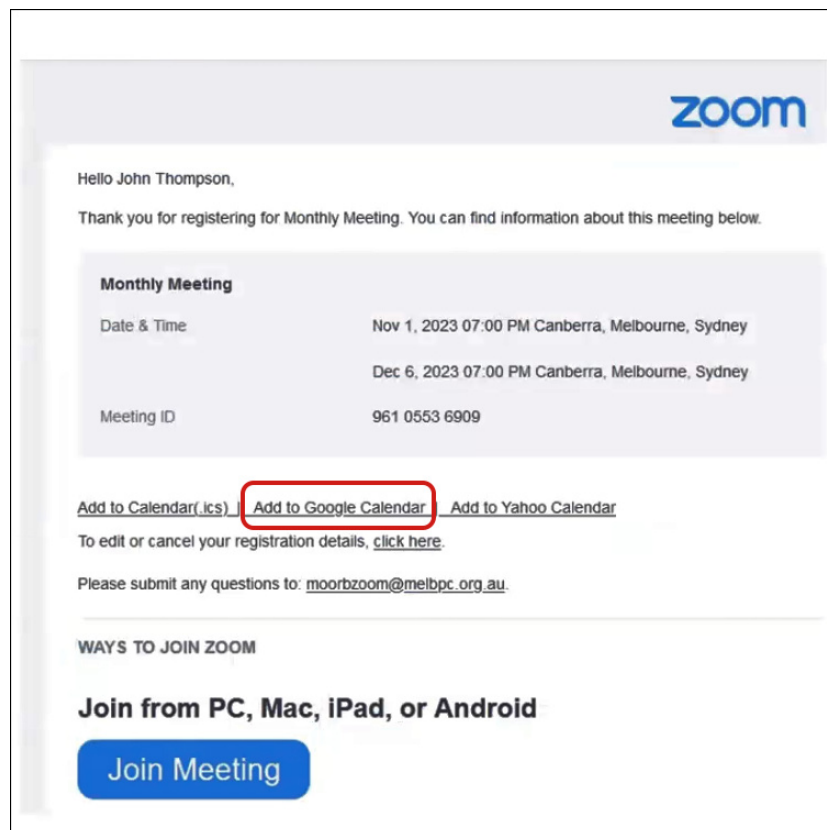 zoom
Hello John Thompson,
Thank you for registering for Monthly Meeting. You can find information about this meeting below.
Monthly Meeting
Date & Time Nov 1, 2023 07:00 PM Canberra, Melbourne, Sydney
Dec 6, 2023 07:00 PM Canberra, Melbourne, Sydney
Meeting ID 961 0553 6909
Add to Calendar(.ics) | Add to Google Calendar | Add to Yahoo Calendar
To edit or cancel your registration details, click here.
Please submit any questions to: moorbzoom@melbpc.org.au.
WAYS TO JOIN ZOOM
Join from PC, Mac, iPad, or Android
Join Meeting